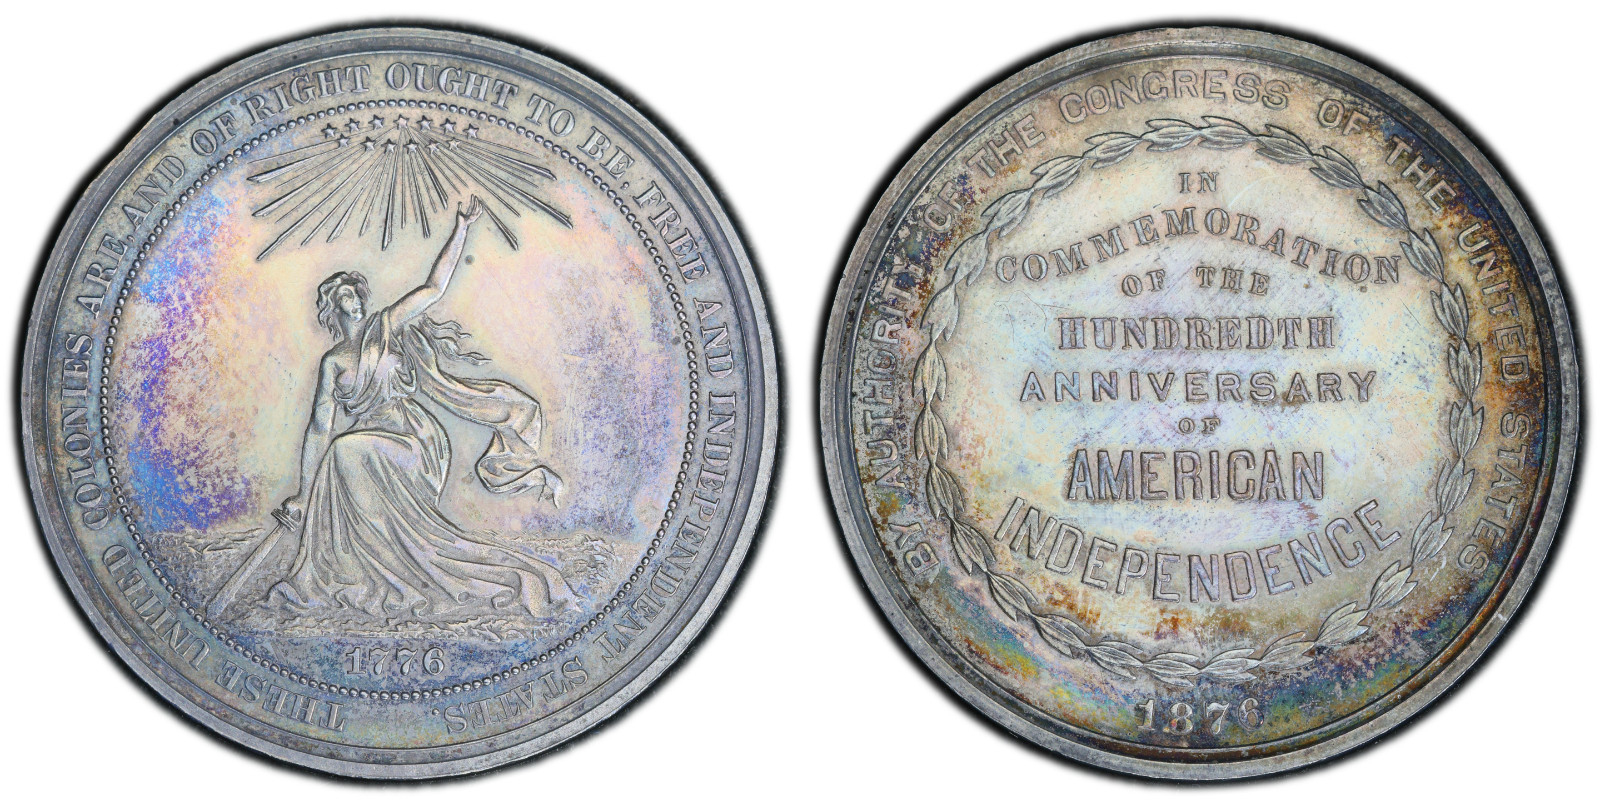 THESE UNITED COLONIES ARE, AND OF RIGHT OUGHT TO BE, FREE AND INDEPENDENT STATES.
1776
BY AUTHORITY OF THE CONGRESS OF THE UNITED STATES
IN
COMMEMORATION
OF THE
HUNDREDTH
ANNIVERSARY
OF
AMERICAN
INDEPENDENCE
1876